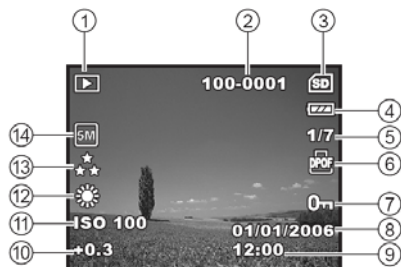 ① ② ③
100-0001 SD
④
⑭ 5M 1/7 ⑤
⑬ DPOF ⑥
⑫ ⑦
⑪ ISO 100 01/01/2006 ⑧
⑩ +0.3 12:00 ⑨